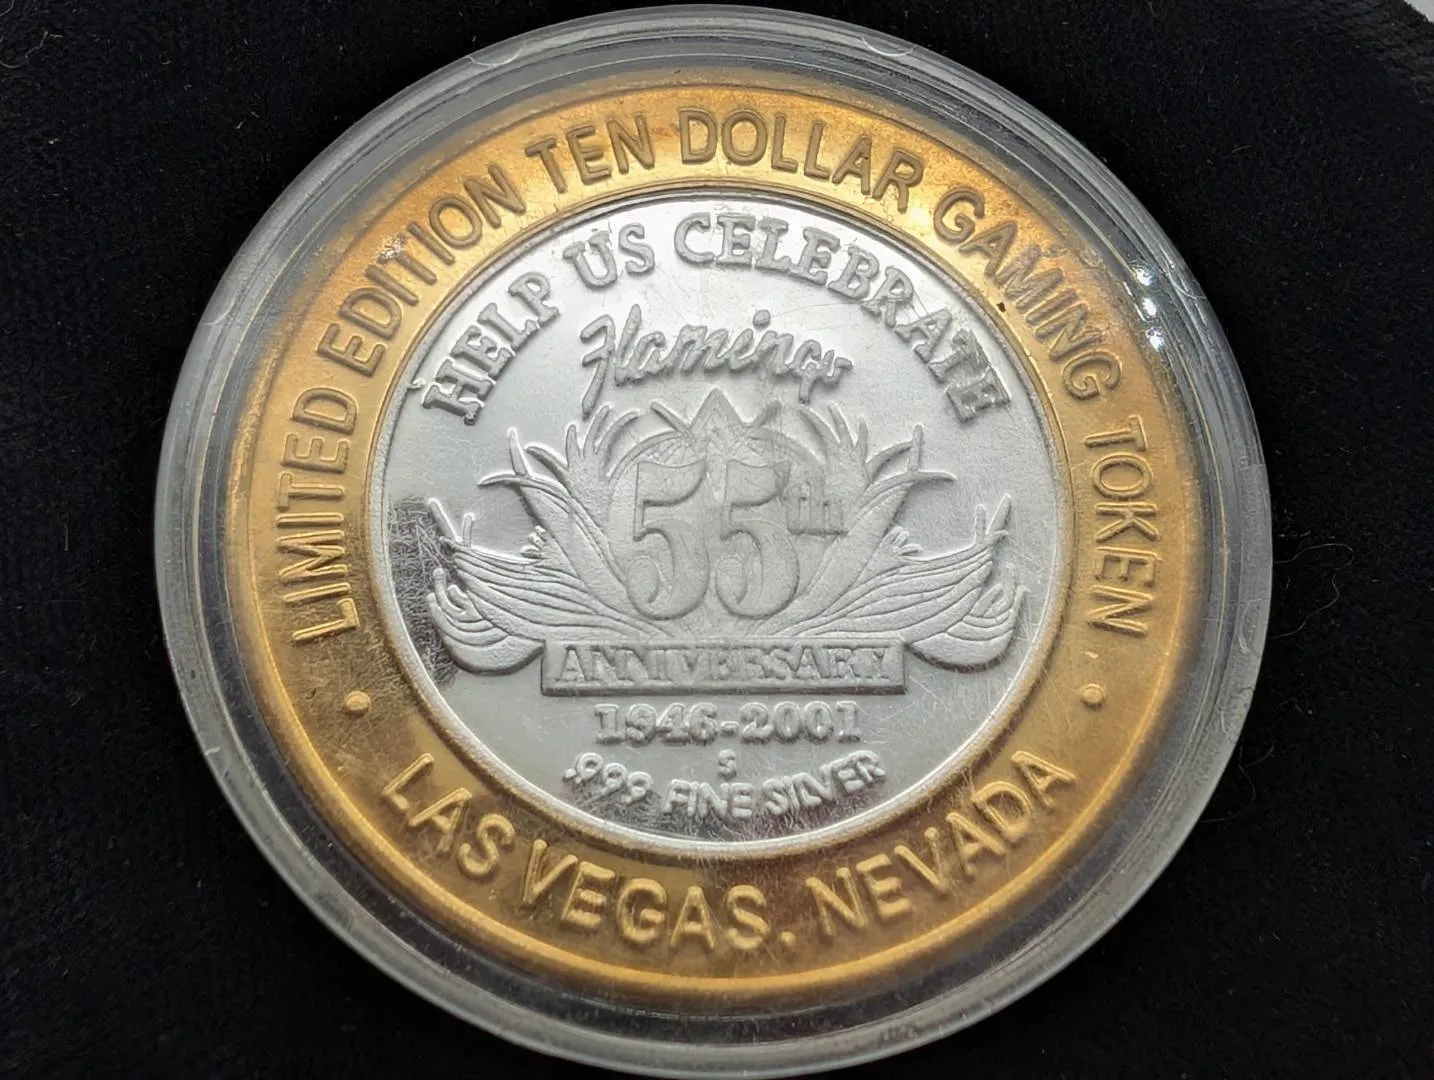 LIMITED EDITION TEN DOLLAR GAMING TOKEN
HELP US CELEBRATE
Flamingo
55th
ANNIVERSARY
1946-2001
S
.999 FINE SILVER
• LAS VEGAS, NEVADA •